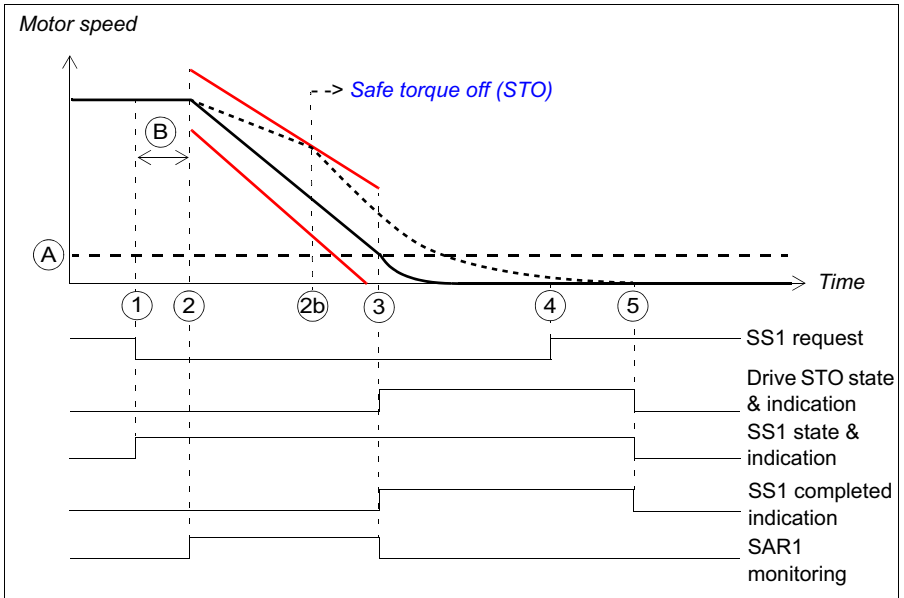 Motor speed
Safe torque off (STO)
B
A
Time
1
2
2b
3
4
5
SS1 request
Drive STO state
& indication
SS1 state &
indication
SS1 completed
indication
SAR1
monitoring